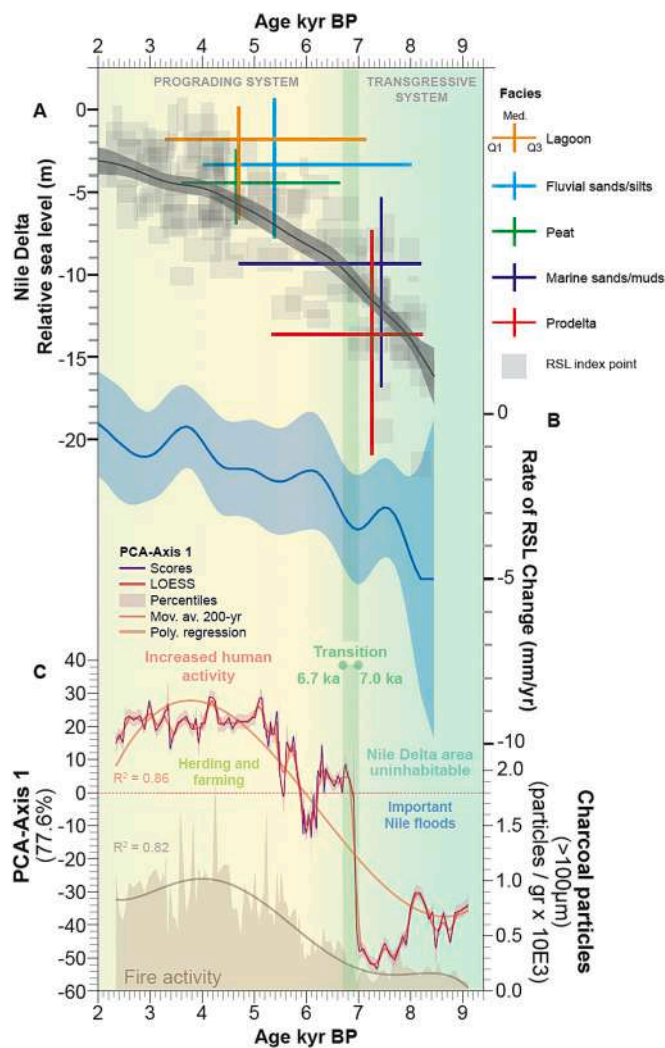 Age kyr BP
2 3 4 5 6 7 8 9
PROGRADING SYSTEM
TRANSGRESSIVE
SYSTEM
A
0
-5
-10
-15
-20
Nile Delta
Relative sea level (m)
Facies
Med.
Q1 Q3
Lagoon
Fluvial sands/silts
Peat
Marine sands/muds
Prodelta
RSL index point
B
0
-5
-10
Rate of RSL
Change (mm/yr)
PCA-Axis 1
Scores
LOESS
Percentiles
Mov. av. 200-yr
Poly. regression
C
40
30
20
10
0
-10
-20
-30
-40
-50
-60
PCA-Axis 1
(77.6%)
Increased human
activity
Transition
6.7 ka 7.0 ka
Herding and
farming
Nile Delta area
uninhabitable
Important
Nile floods
R² = 0.86
R² = 0.82
Fire activity
2.0
1.5
1.0
0.5
0.0
Charcoal particles
(>100μm)
(particles / gr x 10E3)
2 3 4 5 6 7 8 9
Age kyr BP